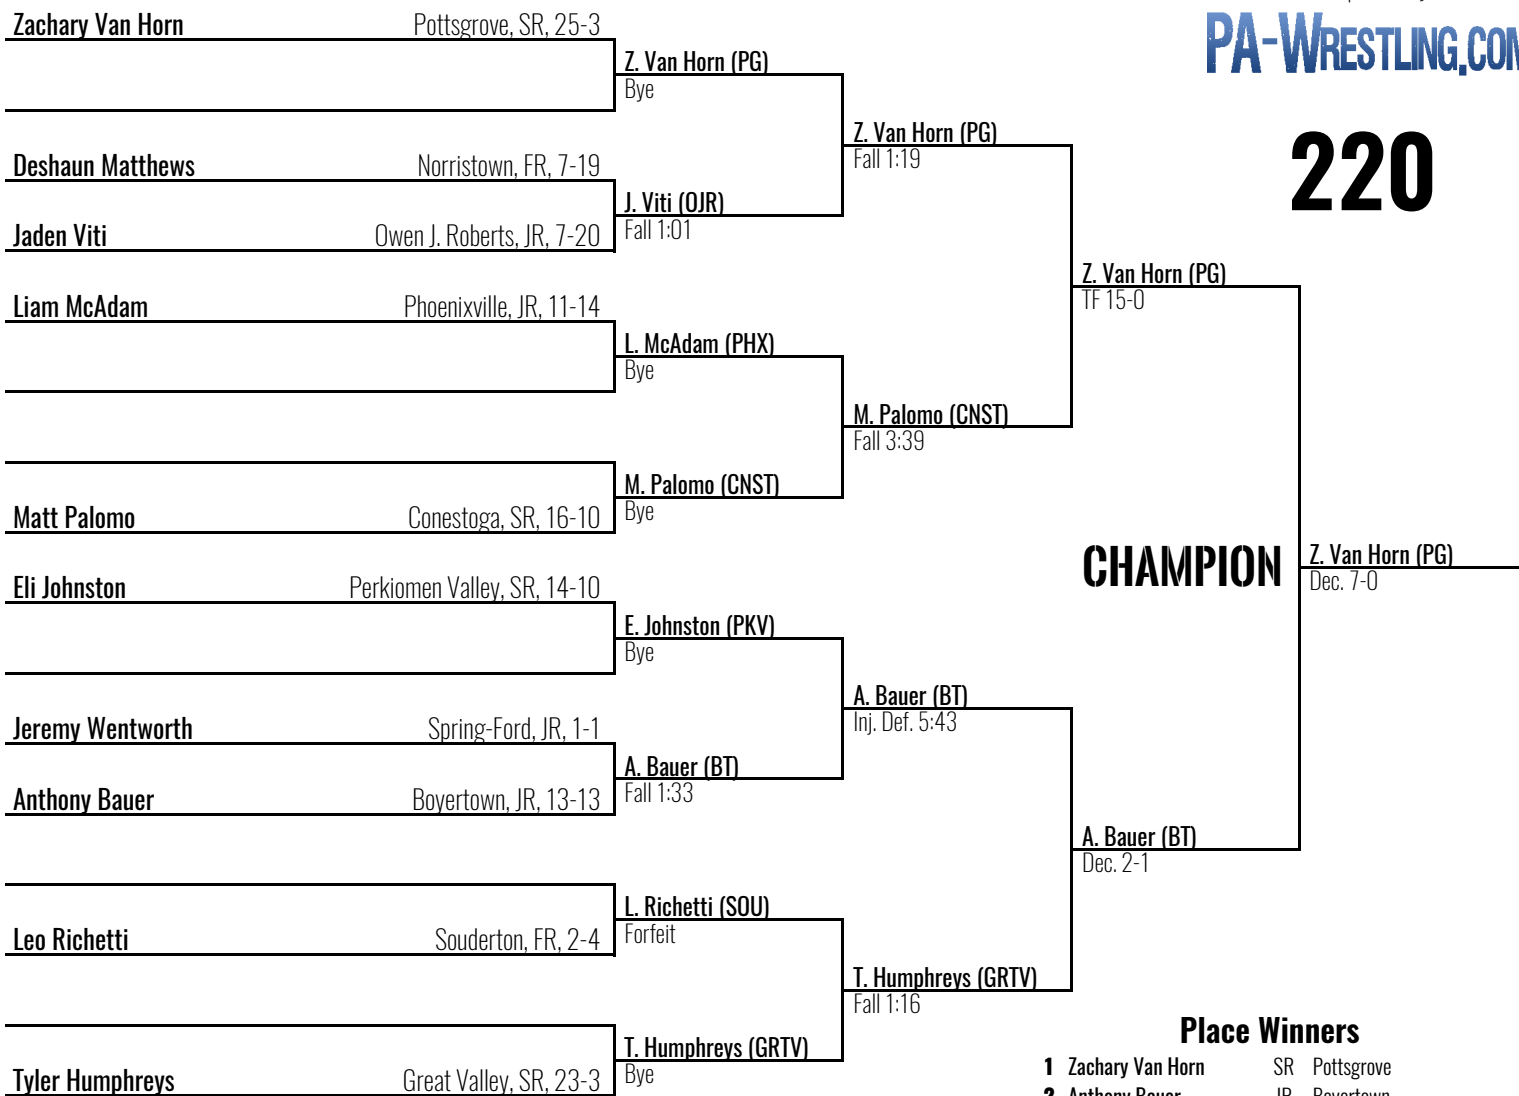 Zachary Van Horn Pottsgrove, SR, 25-3
Z. Van Horn (PG)
Bye
PA-WRESTLING.COM
Z. Van Horn (PG)
Fall 1:19
220
Deshaun Matthews Norristown, FR, 7-19
J. Viti (OJR)
Fall 1:01
Jaden Viti Owen J. Roberts, JR, 7-20
Z. Van Horn (PG)
TF 15-0
Liam McAdam Phoenixville, JR, 11-14
L. McAdam (PHX)
Bye
M. Palomo (CNST)
Fall 3:39
M. Palomo (CNST)
Bye
Matt Palomo Conestoga, SR, 16-10
CHAMPION
Z. Van Horn (PG)
Dec. 7-0
Eli Johnston Perkiomen Valley, SR, 14-10
E. Johnston (PKV)
Bye
A. Bauer (BT)
Inj. Def. 5:43
Jeremy Wentworth Spring-Ford, JR, 1-1
A. Bauer (BT)
Fall 1:33
Anthony Bauer Boyertown, JR, 13-13
A. Bauer (BT)
Dec. 2-1
L. Richetti (SOU)
Forfeit
Leo Richetti Souderton, FR, 2-4
T. Humphreys (GRTV)
Fall 1:16
T. Humphreys (GRTV)
Bye
Tyler Humphreys Great Valley, SR, 23-3
Place Winners
1 Zachary Van Horn SR Pottsgrove
2 Anthony Bauer JR Boyertown